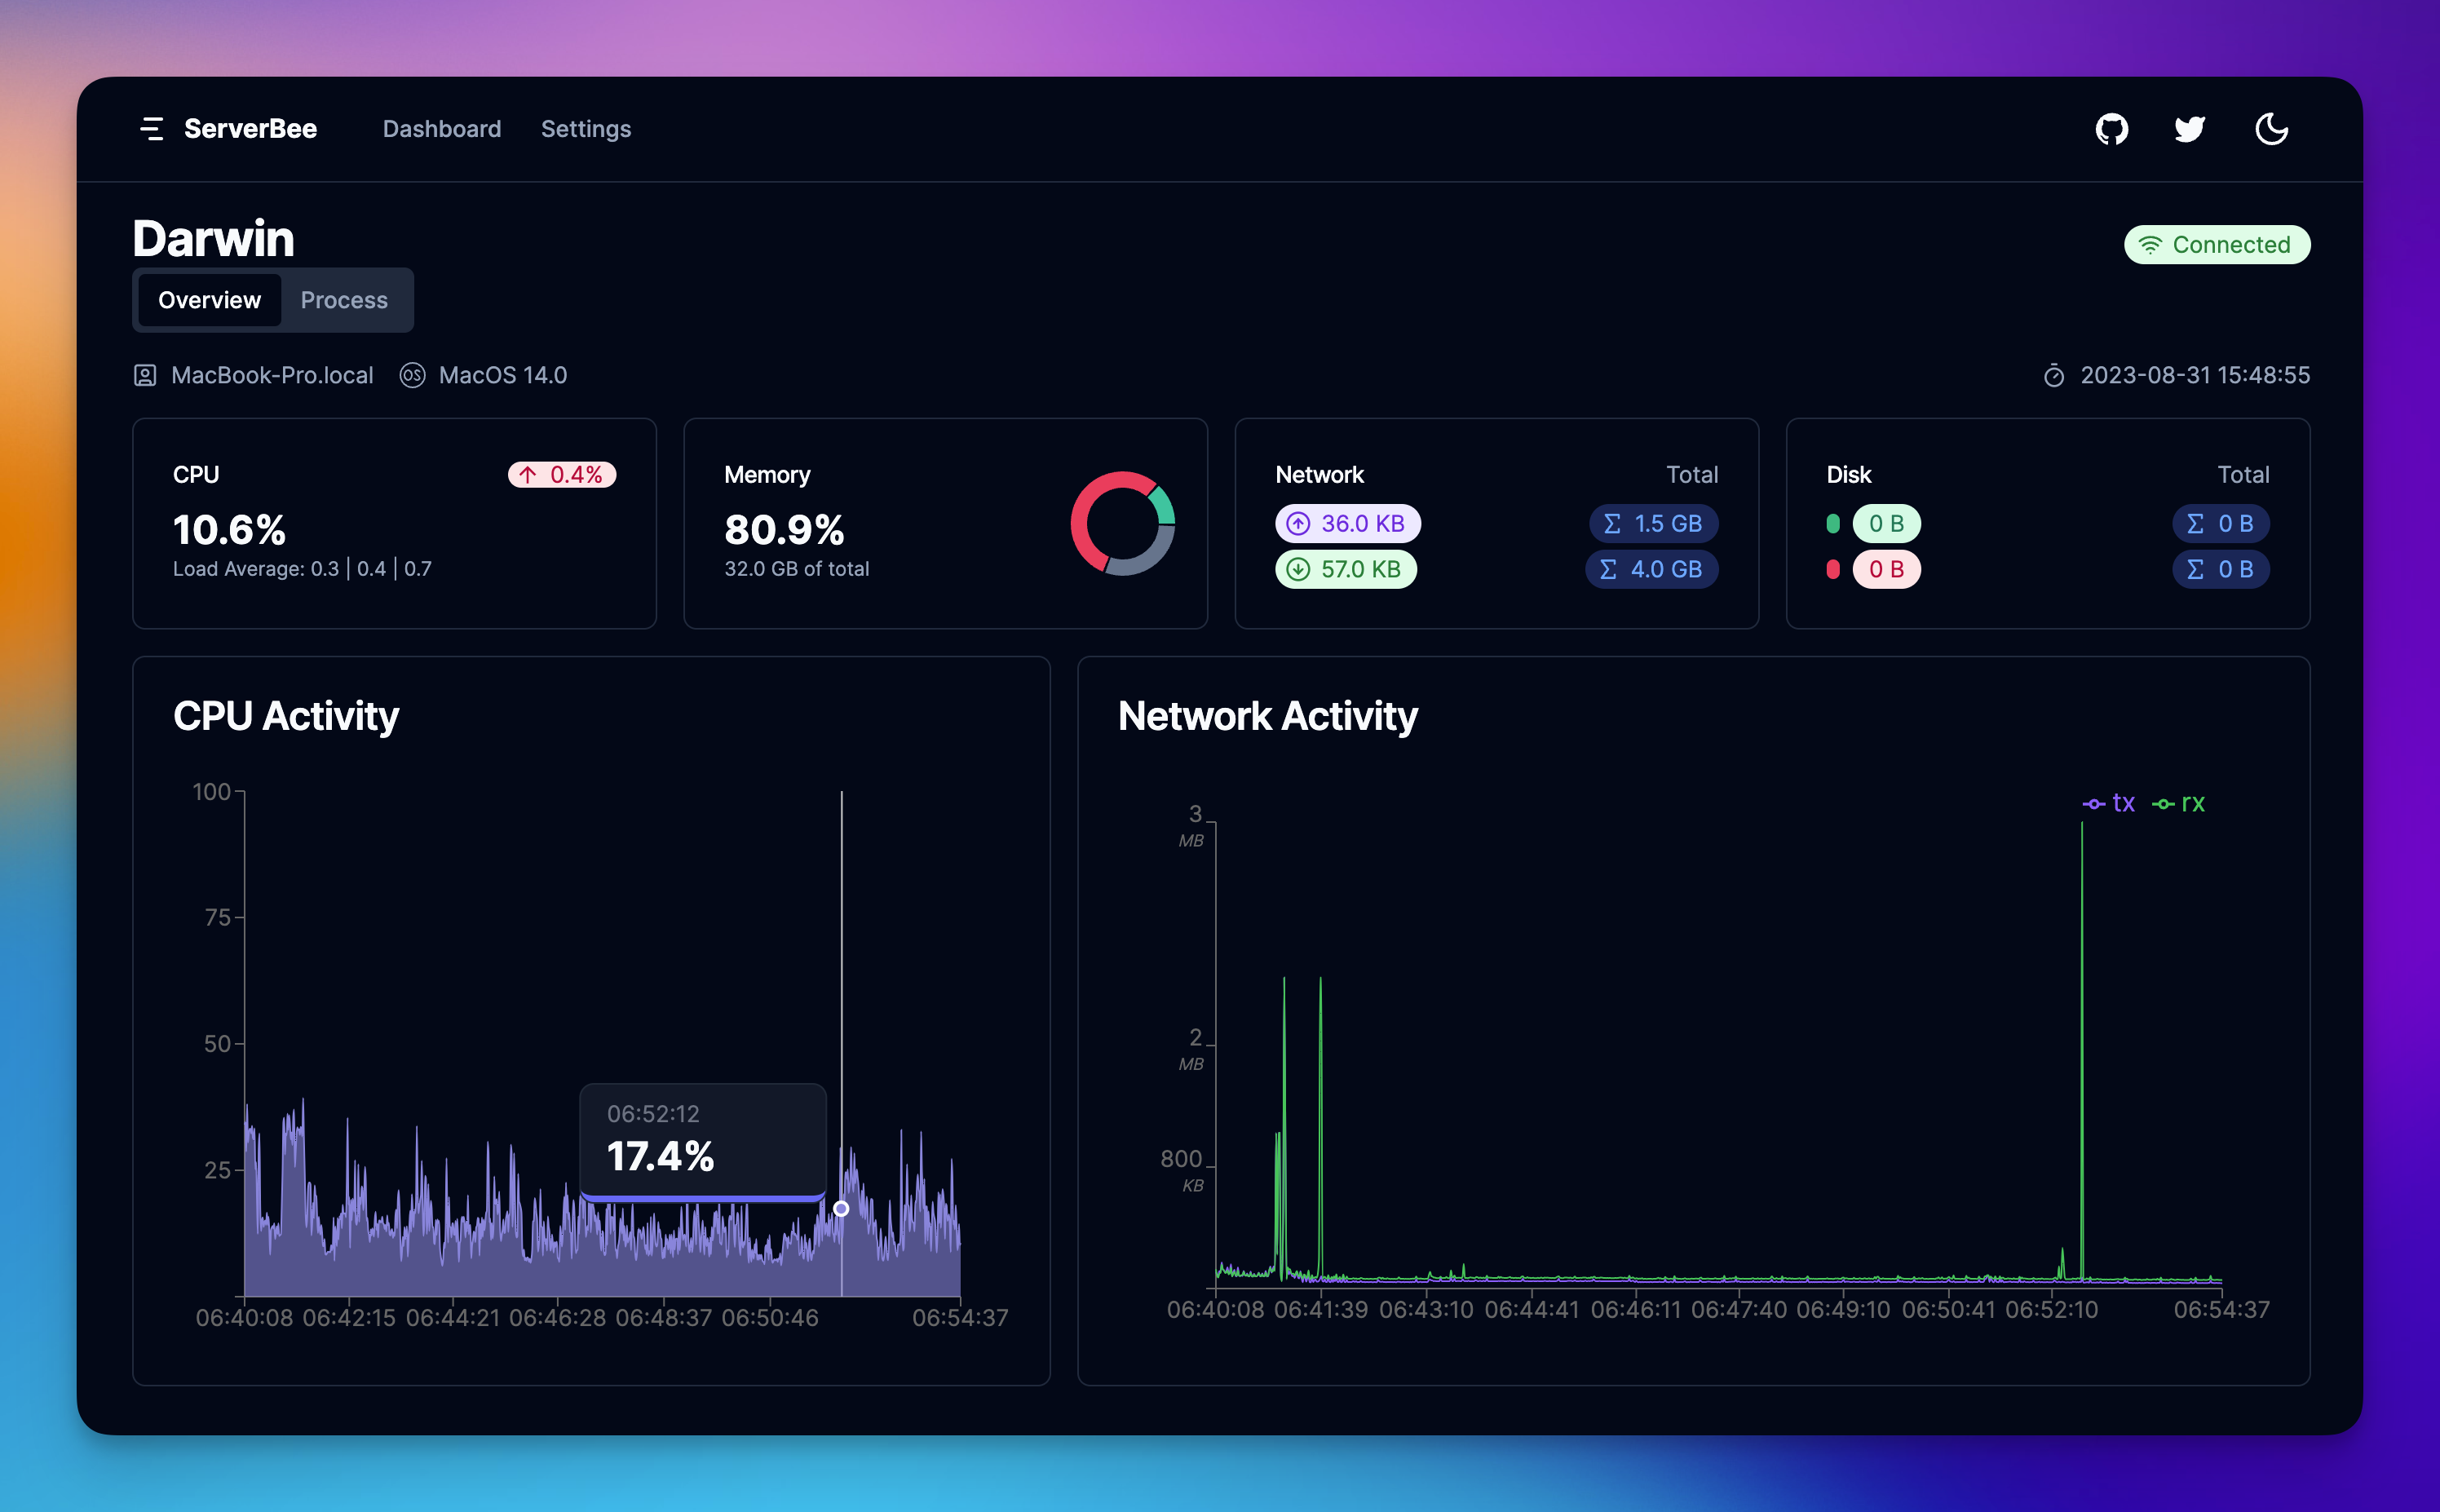 ServerBee Dashboard Settings
Darwin
Connected
Overview Process
MacBook-Pro.local OS MacOS 14.0
2023-08-31 15:48:55
CPU
↑ 0.4%
10.6%
Load Average: 0.3 | 0.4 | 0.7
Memory
80.9%
32.0 GB of total
Network Total
36.0 KB Σ 1.5 GB
57.0 KB Σ 4.0 GB
Disk Total
0 B Σ 0 B
0 B Σ 0 B
CPU Activity
100
75
50
25
06:52:12
17.4%
06:40:08 06:42:15 06:44:21 06:46:28 06:48:37 06:50:46 06:54:37
Network Activity
tx rx
3
MB
2
MB
800
KB
06:40:08 06:41:39 06:43:10 06:44:41 06:46:11 06:47:40 06:49:10 06:50:41 06:52:10 06:54:37